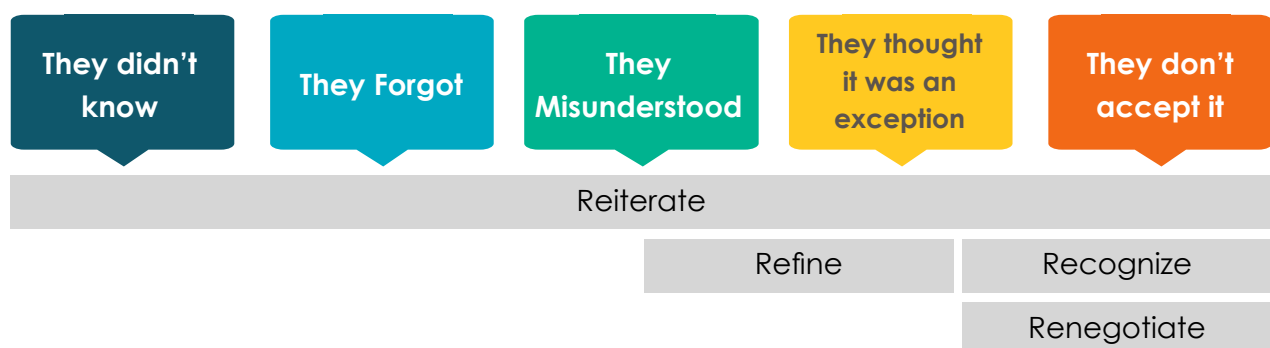 They didn't
know
They Forgot
They
Misunderstood
They thought
it was an
exception
They don't
accept it
Reiterate
Refine
Recognize
Renegotiate